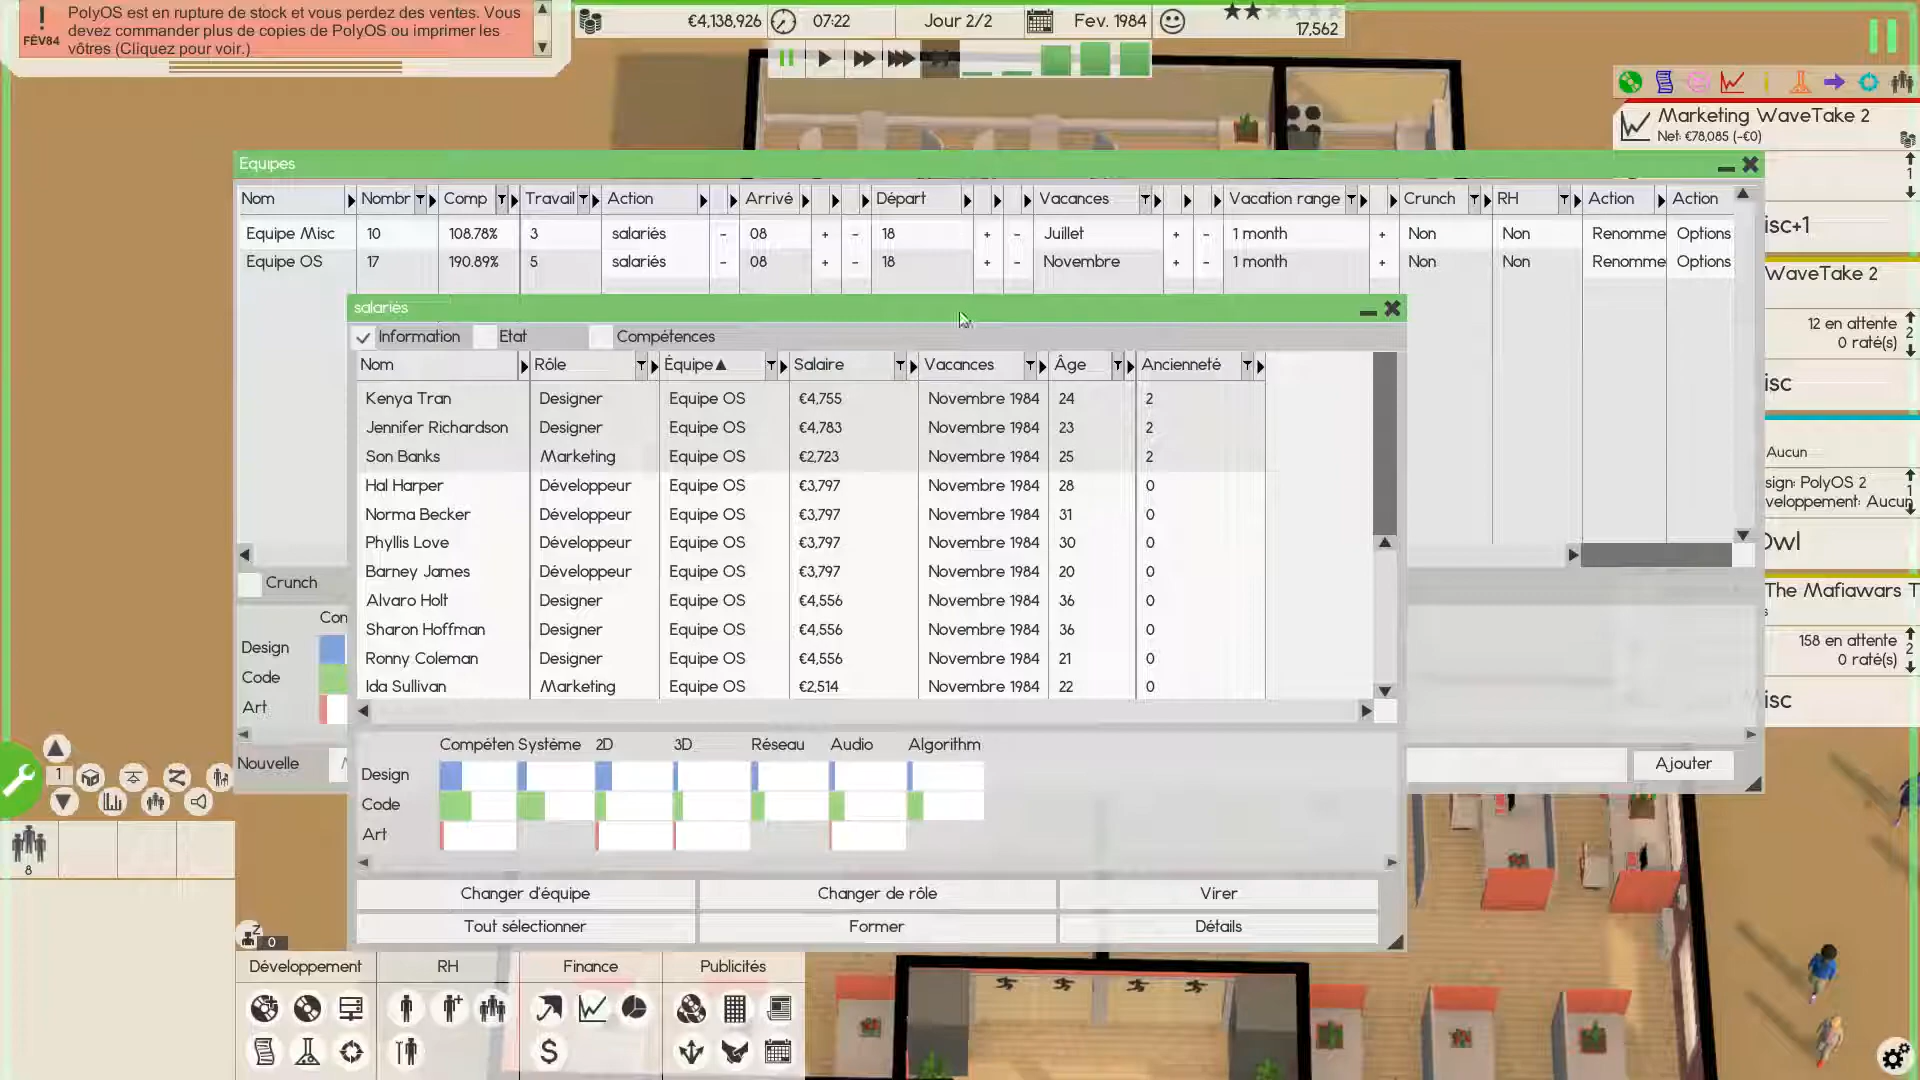 PolyOS est en rupture de stock et vous perdez des ventes. Vous
devez commander plus de copies de PolyOS ou imprimer les
vôtres (Cliquez pour voir.)
FÉV84
€4,138,926
07:22
Jour 2/2
Fev. 1984
17,562
Marketing WaveTake 2
Net: €78,085 (-€0)
1
isc+1
WaveTake 2
12 en attente
0 raté(s)
2
isc
Aucun
sign: PolyOS 2
veloppement: Aucun
1
Owl
The Mafiawars T
s
158 en attente
0 raté(s)
2
isc
Equipes
Nom Nombr Comp Travail Action Arrivé Départ Vacances Vacation range Crunch RH Action Action
Equipe Misc 10 108.78% 3 salariés - 08 + - 18 + - Juillet + - 1 month + Non Non Renomme Options
Equipe OS 17 190.89% 5 salariés - 08 + - 18 + - Novembre + - 1 month + Non Non Renomme Options
Crunch
Con
Design
Code
Art
Nouvelle
Ajouter
salariés
Information Etat Compétences
Nom Rôle Équipe Salaire Vacances Âge Ancienneté
Kenya Tran Designer Equipe OS €4,755 Novembre 1984 24 2
Jennifer Richardson Designer Equipe OS €4,783 Novembre 1984 23 2
Son Banks Marketing Equipe OS €2,723 Novembre 1984 25 2
Hal Harper Développeur Equipe OS €3,797 Novembre 1984 28 0
Norma Becker Développeur Equipe OS €3,797 Novembre 1984 31 0
Phyllis Love Développeur Equipe OS €3,797 Novembre 1984 30 0
Barney James Développeur Equipe OS €3,797 Novembre 1984 20 0
Alvaro Holt Designer Equipe OS €4,556 Novembre 1984 36 0
Sharon Hoffman Designer Equipe OS €4,556 Novembre 1984 36 0
Ronny Coleman Designer Equipe OS €4,556 Novembre 1984 21 0
Ida Sullivan Marketing Equipe OS €2,514 Novembre 1984 22 0
Compéten Système 2D 3D Réseau Audio Algorithm
Design
Code
Art
Changer d'équipe Changer de rôle Virer
Tout sélectionner Former Détails
1
8
0
Développement RH Finance Publicités